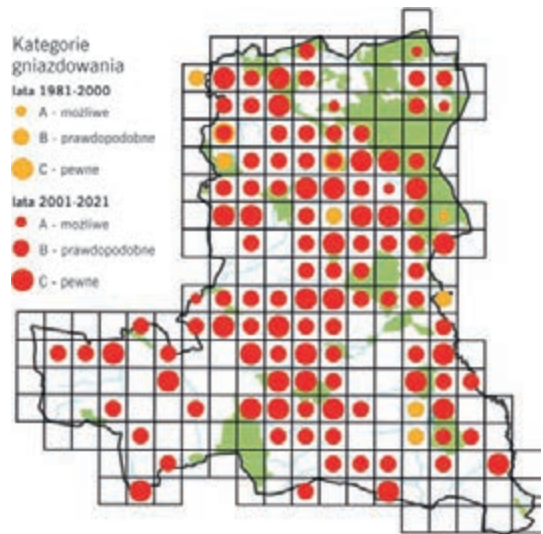 Kategorie
gniazdowania
lata 1981-2000
A - możliwe
B - prawdopodobne
C - pewne
lata 2001-2021
A - możliwe
B - prawdopodobne
C - pewne